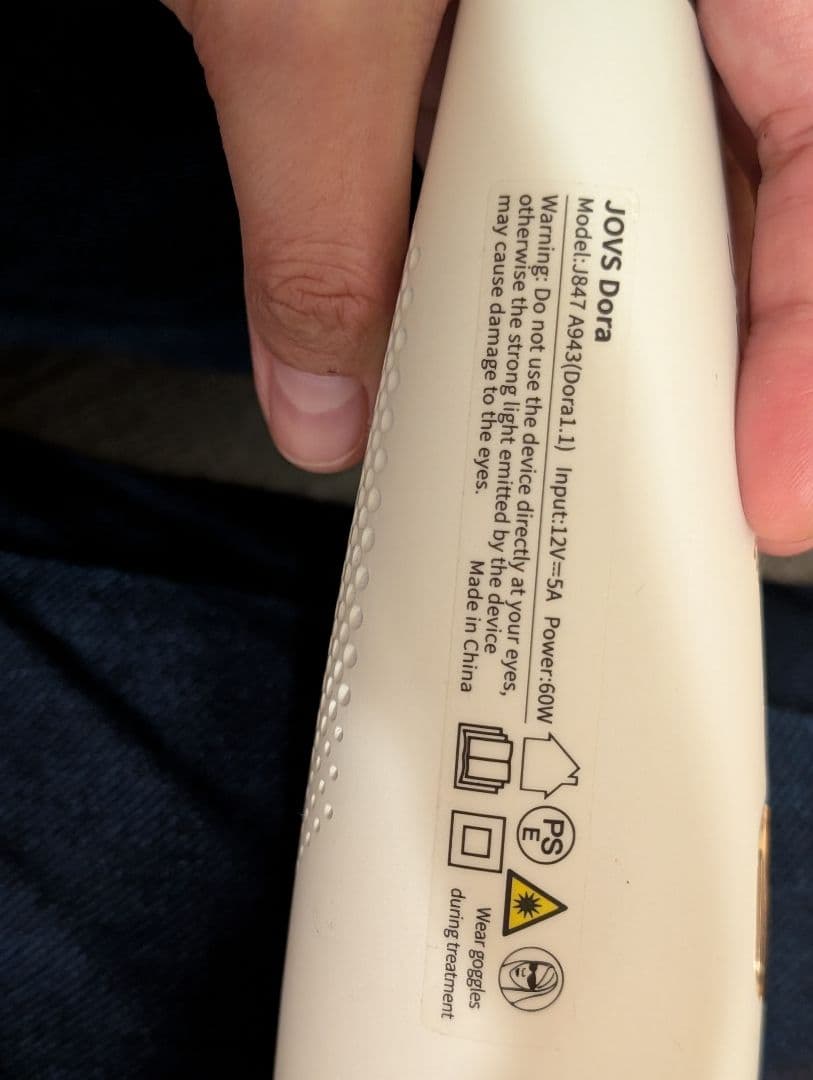 JOVS Dora
Model:J847 A943(Dora1.1) Input:12V⎓5A Power:60W
Warning: Do not use the device directly at your eyes,
otherwise the strong light emitted by the device
may cause damage to the eyes.
Made in China
PS
E
Wear goggles
during treatment